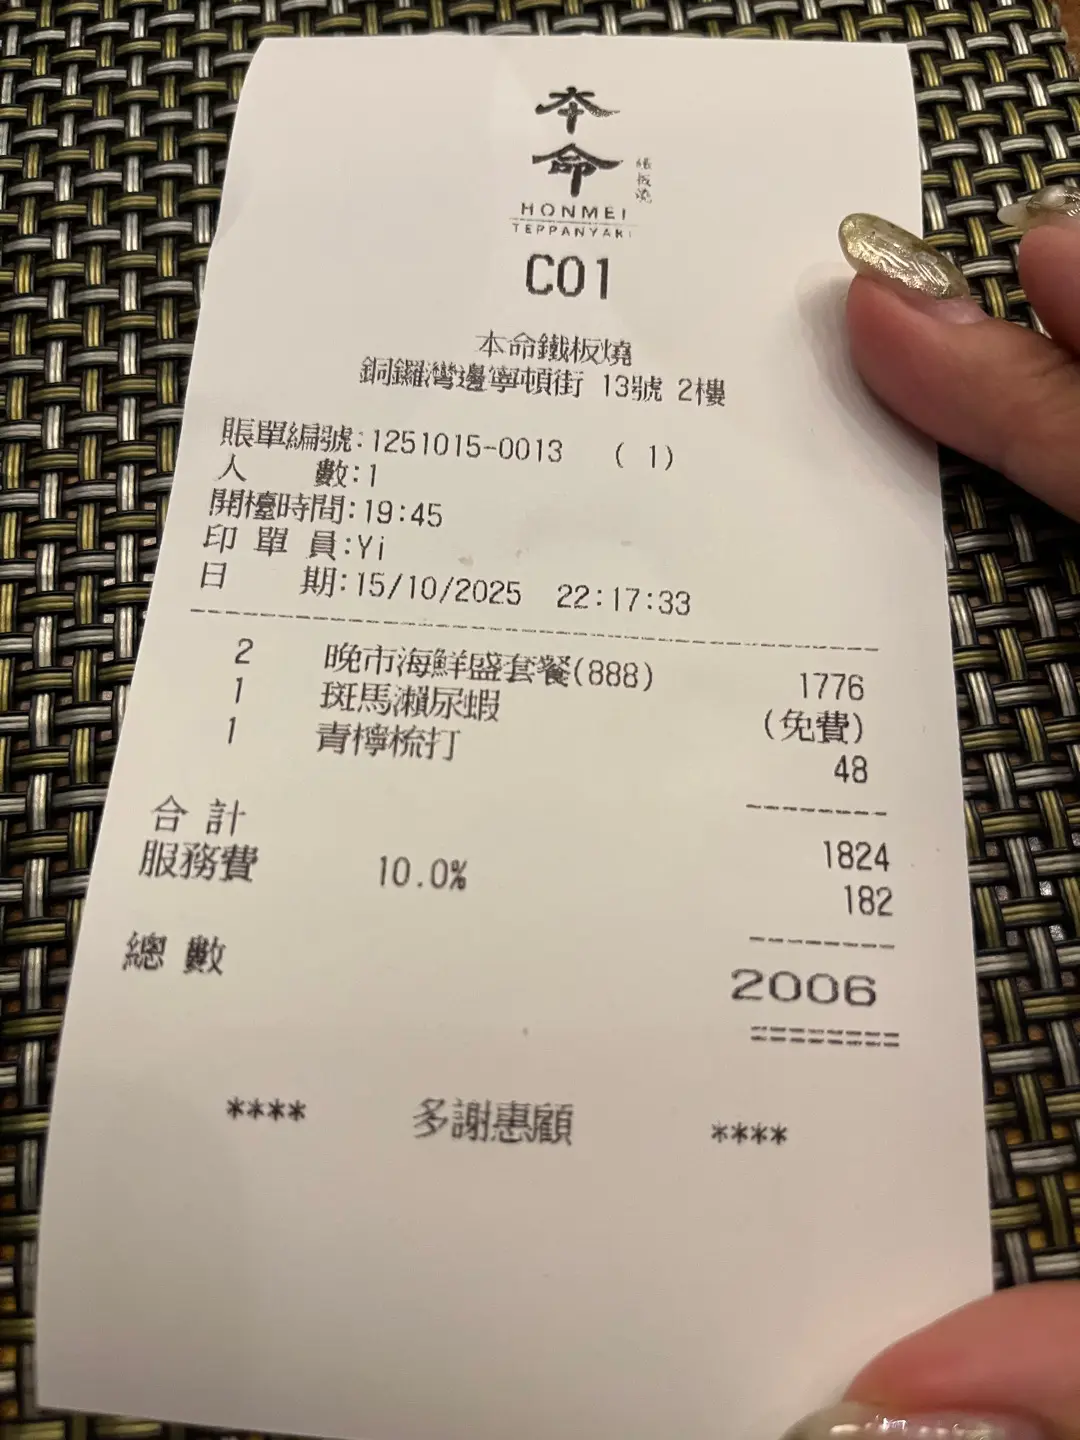 本命
鐵板燒
HONMEI
TEPPANYAKI
C01
本命鐵板燒
銅鑼灣邊寧頓街 13號 2樓
賬單編號:1251015-0013 ( 1)
人 數:1
開檯時間:19:45
印 單 員:Yi
日 期:15/10/2025 22:17:33
2 晚市海鮮盛套餐(888) 1776
1 斑馬瀨尿蝦 (免費)
1 青檸梳打 48
合 計 1824
服務費 10.0% 182
總 數 2006
**** 多謝惠顧 ****